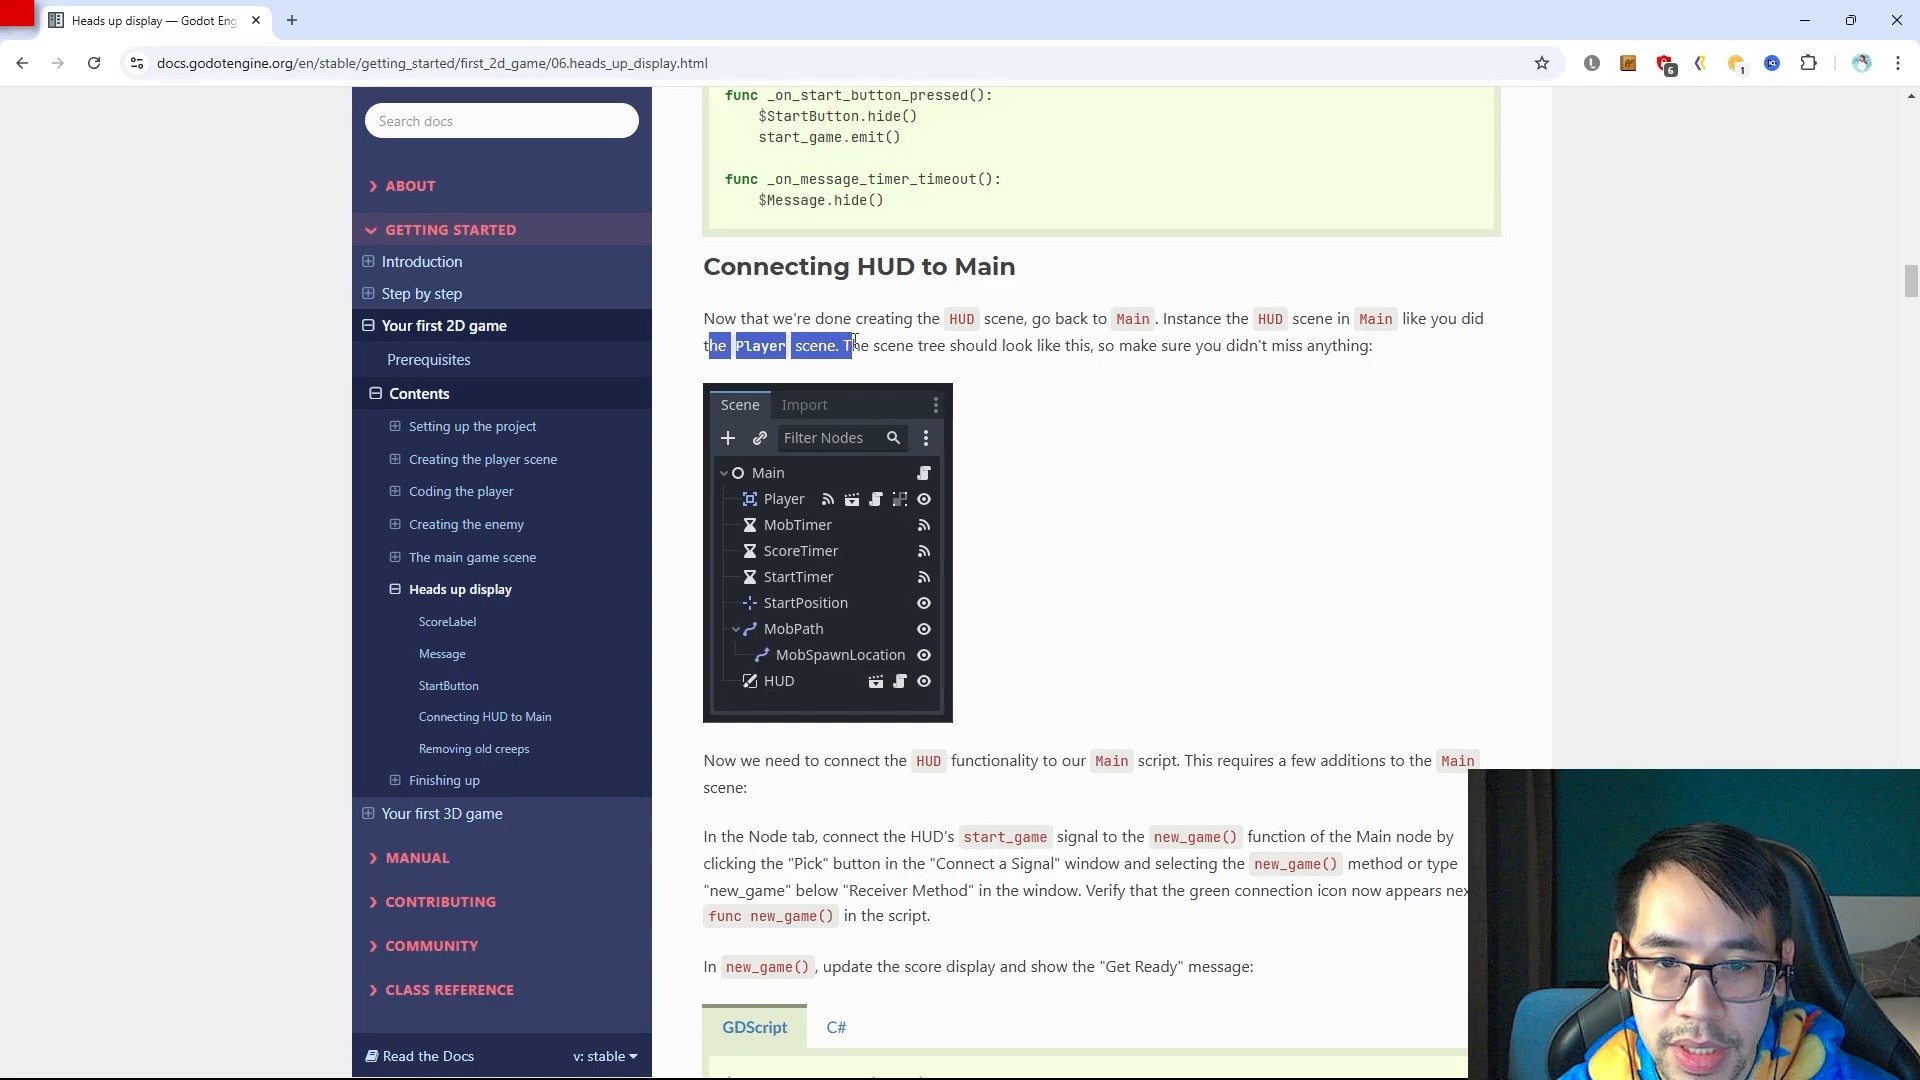 Heads up display — Godot Eng
docs.godotengine.org/en/stable/getting_started/first_2d_game/06.heads_up_display.html
6
1
Search docs
ABOUT
GETTING STARTED
Introduction
Step by step
Your first 2D game
Prerequisites
Contents
Setting up the project
Creating the player scene
Coding the player
Creating the enemy
The main game scene
Heads up display
ScoreLabel
Message
StartButton
Connecting HUD to Main
Removing old creeps
Finishing up
Your first 3D game
MANUAL
CONTRIBUTING
COMMUNITY
CLASS REFERENCE
Read the Docs
v: stable
func _on_start_button_pressed():
$StartButton.hide()
start_game.emit()
func _on_message_timer_timeout():
$Message.hide()
Connecting HUD to Main
Now that we're done creating the HUD scene, go back to Main. Instance the HUD scene in Main like you did
the Player scene. The scene tree should look like this, so make sure you didn't miss anything:
Scene Import
Filter Nodes
Main
Player
MobTimer
ScoreTimer
StartTimer
StartPosition
MobPath
MobSpawnLocation
HUD
Now we need to connect the HUD functionality to our Main script. This requires a few additions to the Main
scene:
In the Node tab, connect the HUD's start_game signal to the new_game() function of the Main node by
clicking the "Pick" button in the "Connect a Signal" window and selecting the new_game() method or type
"new_game" below "Receiver Method" in the window. Verify that the green connection icon now appears nex
func new_game() in the script.
In new_game(), update the score display and show the "Get Ready" message:
GDScript C#